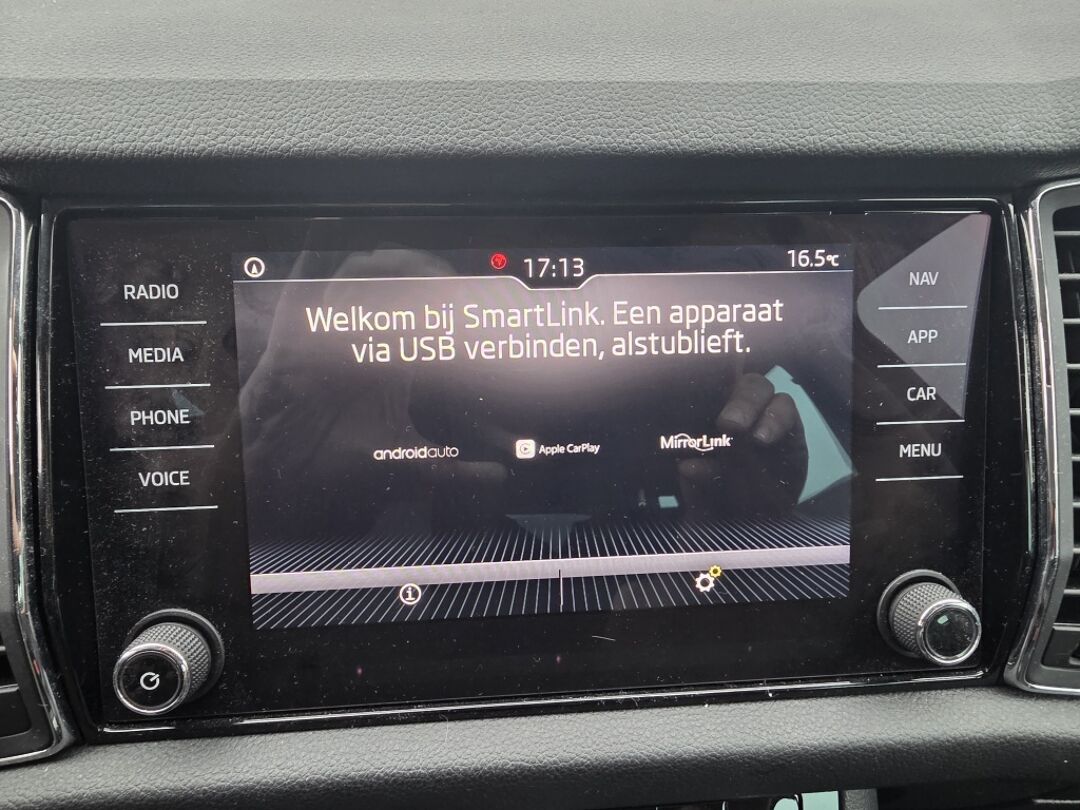 17:13
16.5°C
RADIO
MEDIA
PHONE
VOICE
Welkom bij SmartLink. Een apparaat
via USB verbinden, alstublieft.
androidauto
Apple CarPlay
MirrorLink
NAV
APP
CAR
MENU